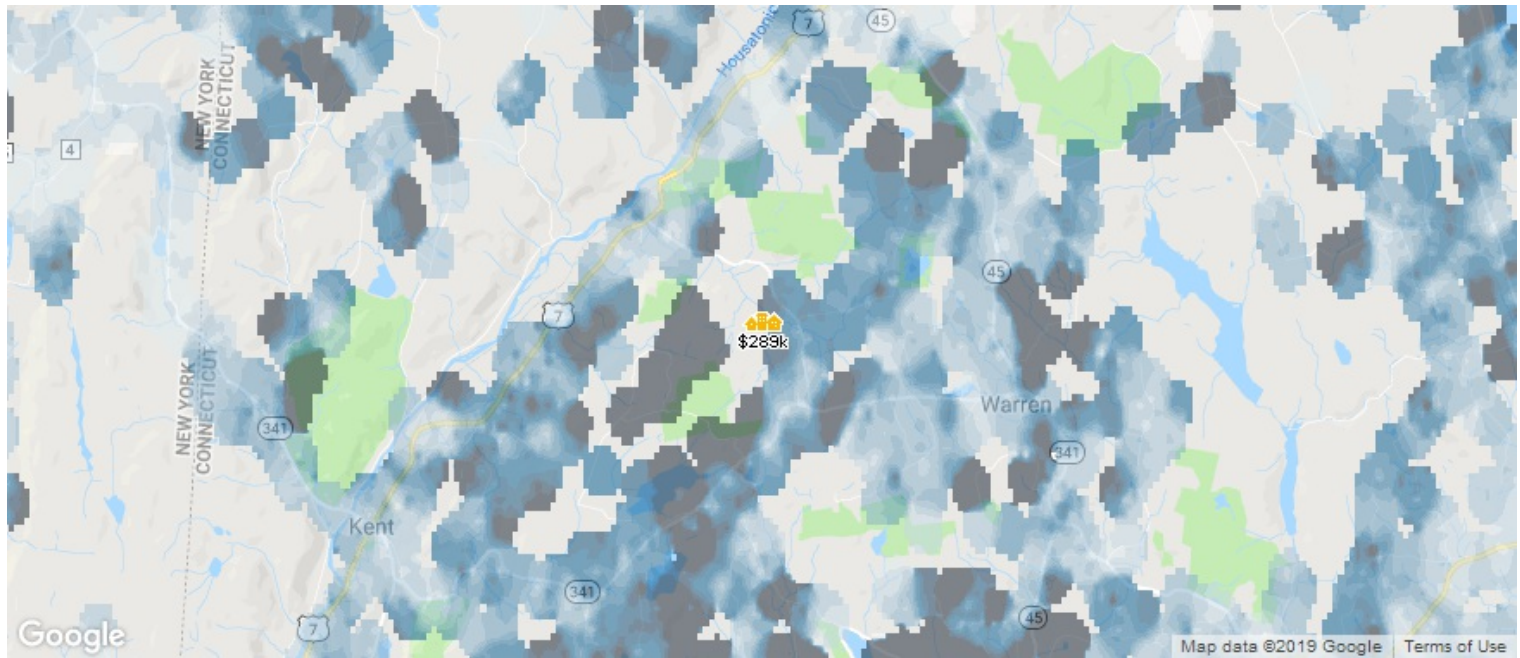 7
45
Housatonic
NEW YORK
CONNECTICUT
4
45
7
$289k
NEW YORK
CONNECTICUT
Warren
341
341
Kent
341
45
7
Google
Map data ©2019 Google
Terms of Use